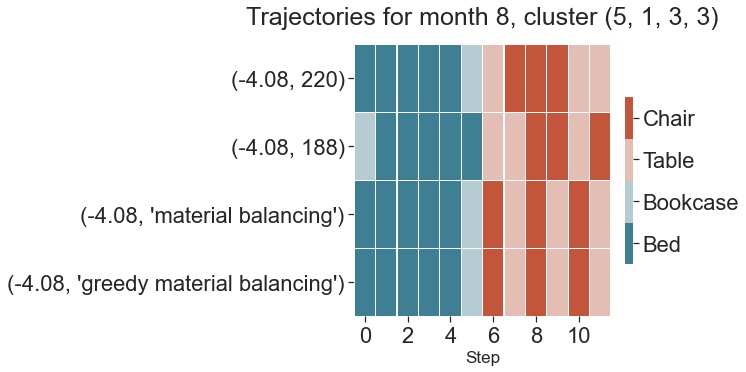 Trajectories for month 8, cluster (5, 1, 3, 3)
(-4.08, 220)
(-4.08, 188)
(-4.08, 'material balancing')
(-4.08, 'greedy material balancing')
0 2 4 6 8 10
Step
Chair
Table
Bookcase
Bed